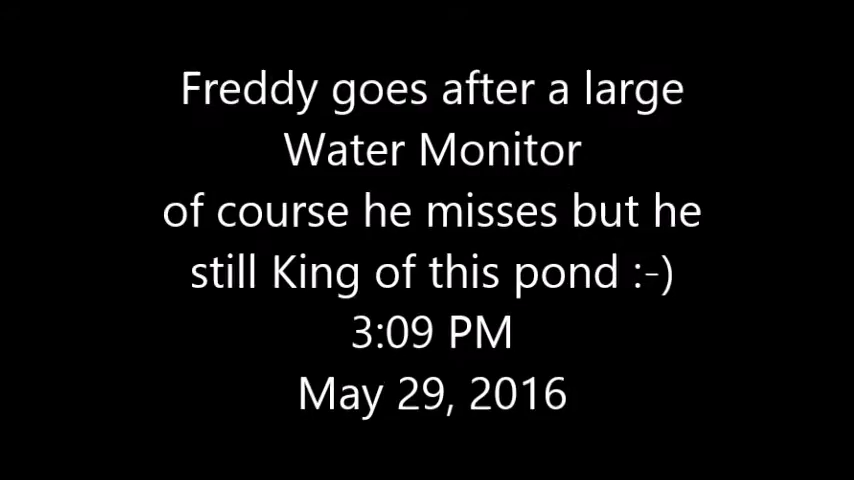 Freddy goes after a large
Water Monitor
of course he misses but he
still King of this pond :-)
3:09 PM
May 29, 2016